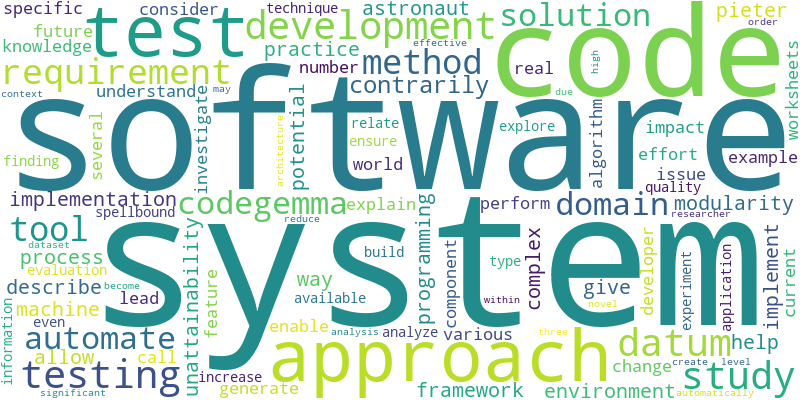 specific
consider
technique
astronaut
solution
pieter
future
knowledge
test
development
effective
order
code
practice
requirement
number
method
real
high
due
context
understand
contrarily
worksheets
software
investigate
potential
architecture
relate
ensure
world
explore
algorithm
impact
effort
issue
quality
example
several
finding
implementation
spellbound
codegemma
explain
programming
perform
domain
modularity
researcher
tool
reduce
system
dataset
process
evaluation
become
describe
unattainability
feature
way
build
component
type
complex
give
developer
experiment
application
implement
current
information
machine
lead
available
within
novel
even
automate
enable
analysis
analyze
various
approach
three
datum
help
create
level
allow
call
change
testing
increase
generate
framework
environment
study
significant
automatically
may